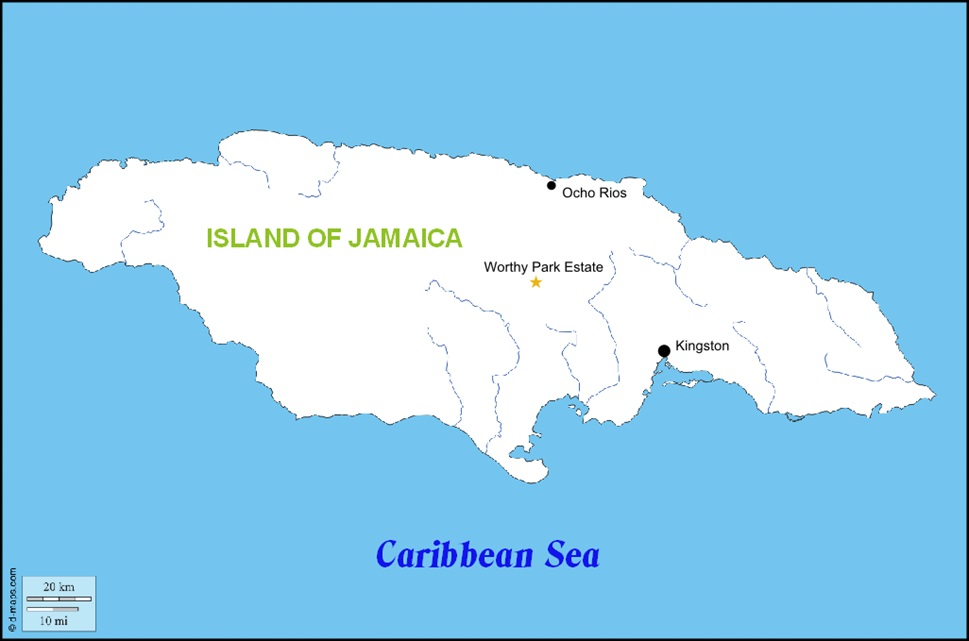 Ocho Rios
ISLAND OF JAMAICA
Worthy Park Estate
Kingston
Caribbean Sea
20 km
10 mi
© d-maps.com